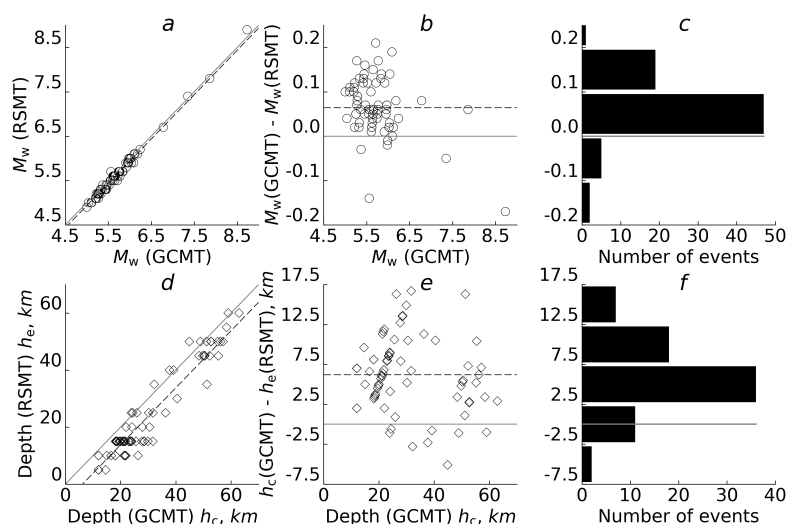 a
8.5
7.5
6.5
5.5
4.5
Mw (RSMT)
4.5 5.5 6.5 7.5 8.5
Mw (GCMT)
b
0.2
0.1
0.0
-0.1
-0.2
Mw(GCMT) - Mw(RSMT)
4.5 5.5 6.5 7.5 8.5
Mw (GCMT)
c
0.2
0.1
0.0
-0.1
-0.2
0 10 20 30 40 50
Number of events
d
60
40
20
0
Depth (RSMT) he, km
0 20 40 60
Depth (GCMT) hc, km
e
17.5
12.5
7.5
2.5
-2.5
-7.5
hc(GCMT) - he(RSMT), km
0 20 40 60
Depth (GCMT) hc, km
f
17.5
12.5
7.5
2.5
-2.5
-7.5
0 10 20 30 40
Number of events